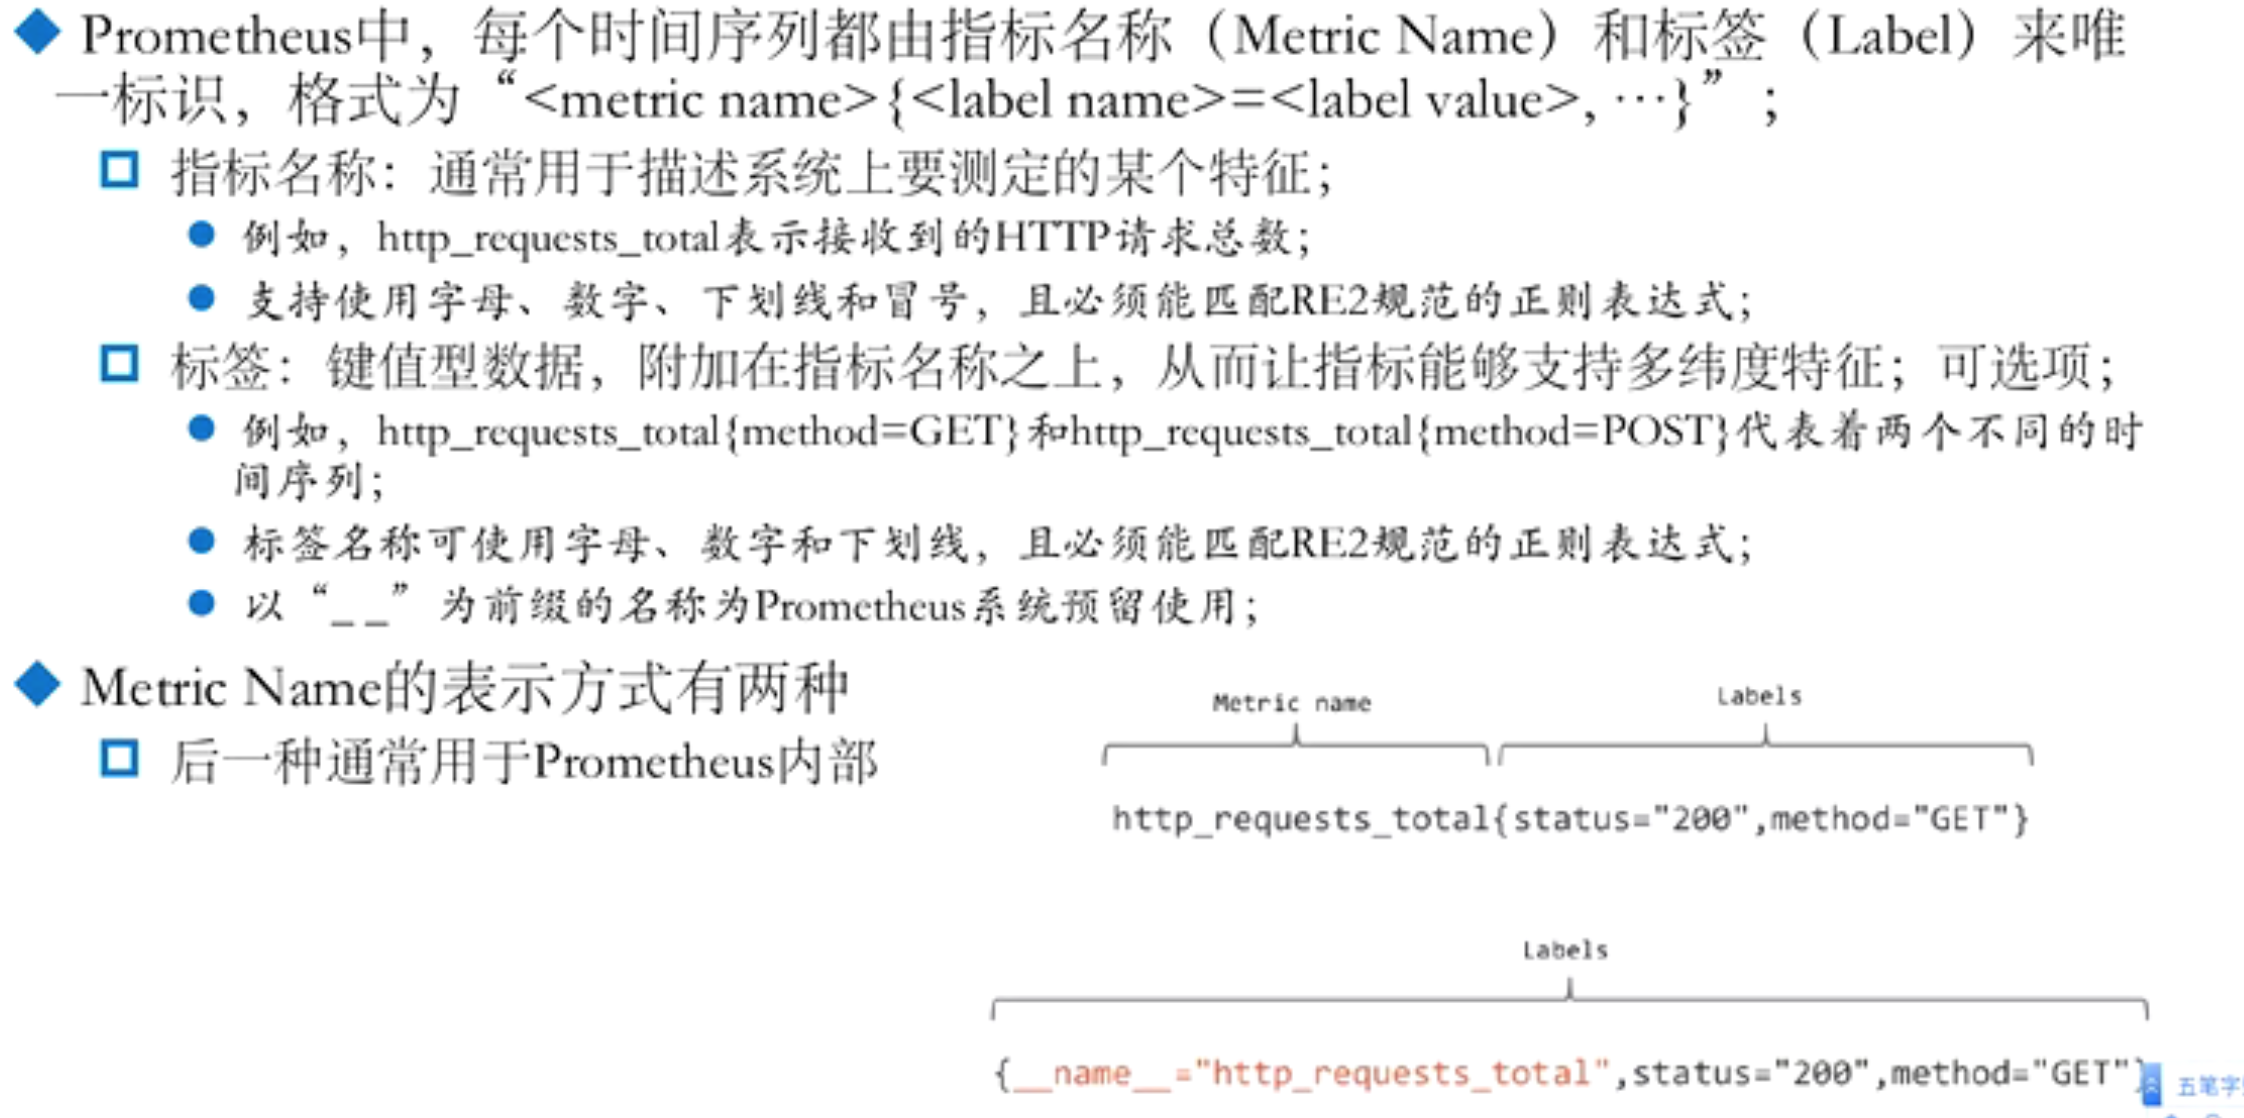 Prometheus中，每个时间序列都由指标名称（Metric Name）和标签（Label）来唯
一标识，格式为“<metric name>{<label name>=<label value>, …}”；
指标名称：通常用于描述系统上要测定的某个特征；
例如，http_requests_total表示接收到的HTTP请求总数；
支持使用字母、数字、下划线和冒号，且必须能匹配RE2规范的正则表达式；
标签：键值型数据，附加在指标名称之上，从而让指标能够支持多纬度特征；可选项；
例如，http_requests_total{method=GET}和http_requests_total{method=POST}代表着两个不同的时
间序列；
标签名称可使用字母、数字和下划线，且必须能匹配RE2规范的正则表达式；
以“__”为前缀的名称为Prometheus系统预留使用；
Metric Name的表示方式有两种
后一种通常用于Prometheus内部
Metric name
Labels
http_requests_total{status="200",method="GET"}
Labels
{__name__="http_requests_total",status="200",method="GET"}
五笔字